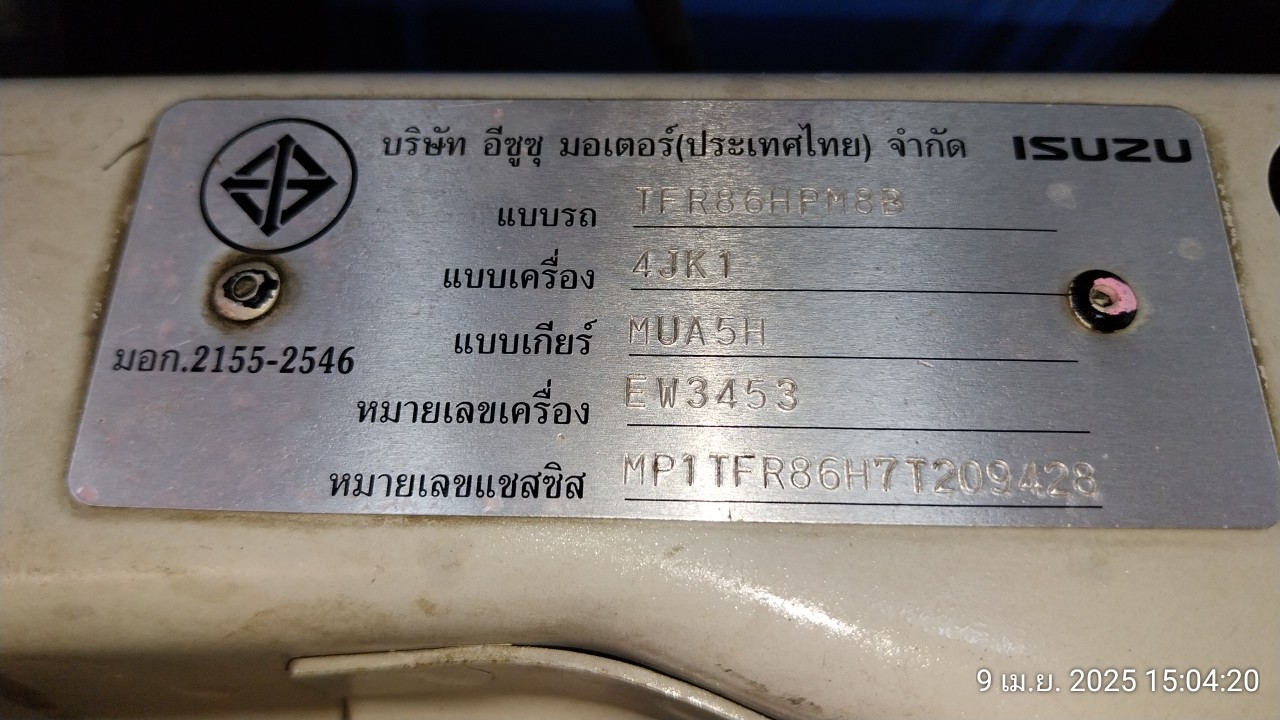 บริษัท อีซูซุ มอเตอร์(ประเทศไทย) จำกัด ISUZU
แบบรถ TFR86HPM8B
แบบเครื่อง 4JK1
แบบเกียร์ MUA5H
มอก.2155-2546
หมายเลขเครื่อง EW3453
หมายเลขแชสซิส MP1TFR86H7T209428
9 เม.ย. 2025 15:04:20